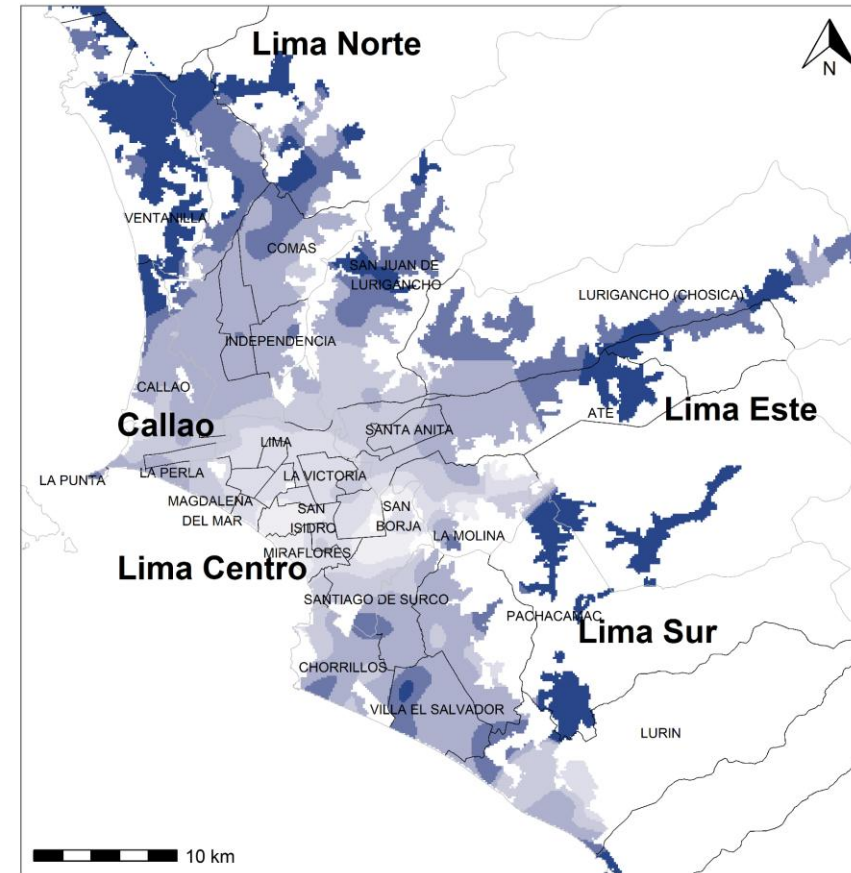 Lima Norte
N
VENTANILLA
COMAS
SAN JUAN DE
LURIGANCHO
LURIGANCHO (CHOSICA)
INDEPENDENCIA
CALLAO
ATE
Lima Este
Callao
SANTA ANITA
LIMA
LA PUNTA
LA PERLA
LA VICTORIA
MAGDALENA
DEL MAR
SAN
ISIDRO
SAN
BORJA
LA MOLINA
MIRAFLORES
Lima Centro
SANTIAGO DE SURCO
PACHACAMAC
Lima Sur
CHORRILLOS
VILLA EL SALVADOR
LURIN
10 km